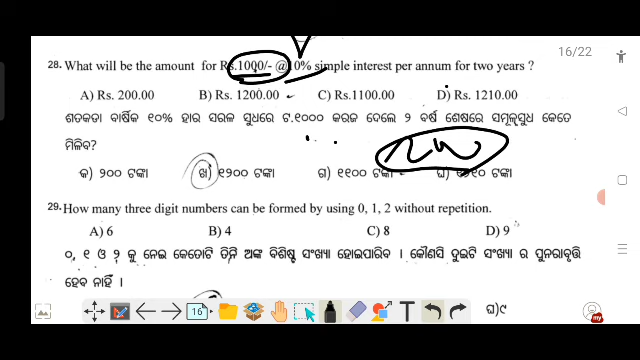 16/22
28. What will be the amount for Rs.1000/- @10% simple interest per annum for two years ?
A) Rs. 200.00 B) Rs. 1200.00 C) Rs.1100.00 D) Rs. 1210.00
ଶତକଡା ବାର୍ଷିକ ୧୦% ହାର ସରଳ ସୁଧରେ ଟ.୧୦୦୦ କରଜ ଦେଲେ ୨ ବର୍ଷ ଶେଷରେ ସମୂଳସୁଧ କେତେ
ମିଳିବ?
କ) ୨୦୦ ଟଙ୍କା ଖ) ୧୨୦୦ ଟଙ୍କା ଗ) ୧୧୦୦ ଟଙ୍କା ଘ) ୧୨୧୦ ଟଙ୍କା
29. How many three digit numbers can be formed by using 0, 1, 2 without repetition.
A) 6 B) 4 C) 8 D) 9
୦, ୧ ଓ ୨ କୁ ନେଇ କେତୋଟି ତିନି ଅଙ୍କ ବିଶିଷ୍ଟ ସଂଖ୍ୟା ହୋଇପାରିବ । କୌଣସି ଦୁଇଟି ସଂଖ୍ୟା ର ପୁନରାବୃତ୍ତି
ହେବ ନାହିଁ ।
ଘ)୯
16
T
my